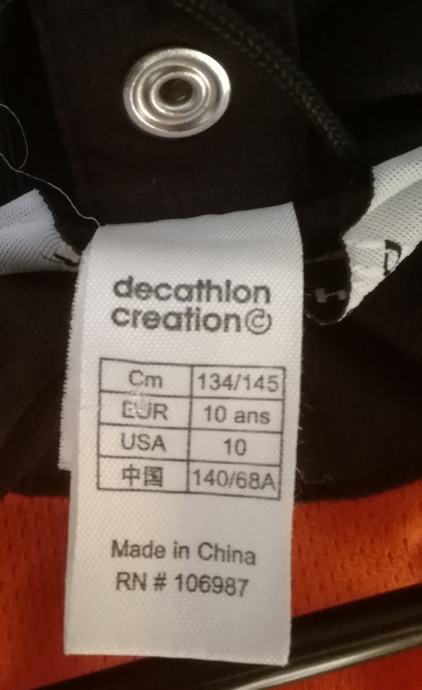 decathlon
creation©
Cm 134/145
EUR 10 ans
USA 10
中国 140/68A
Made in China
RN # 106987